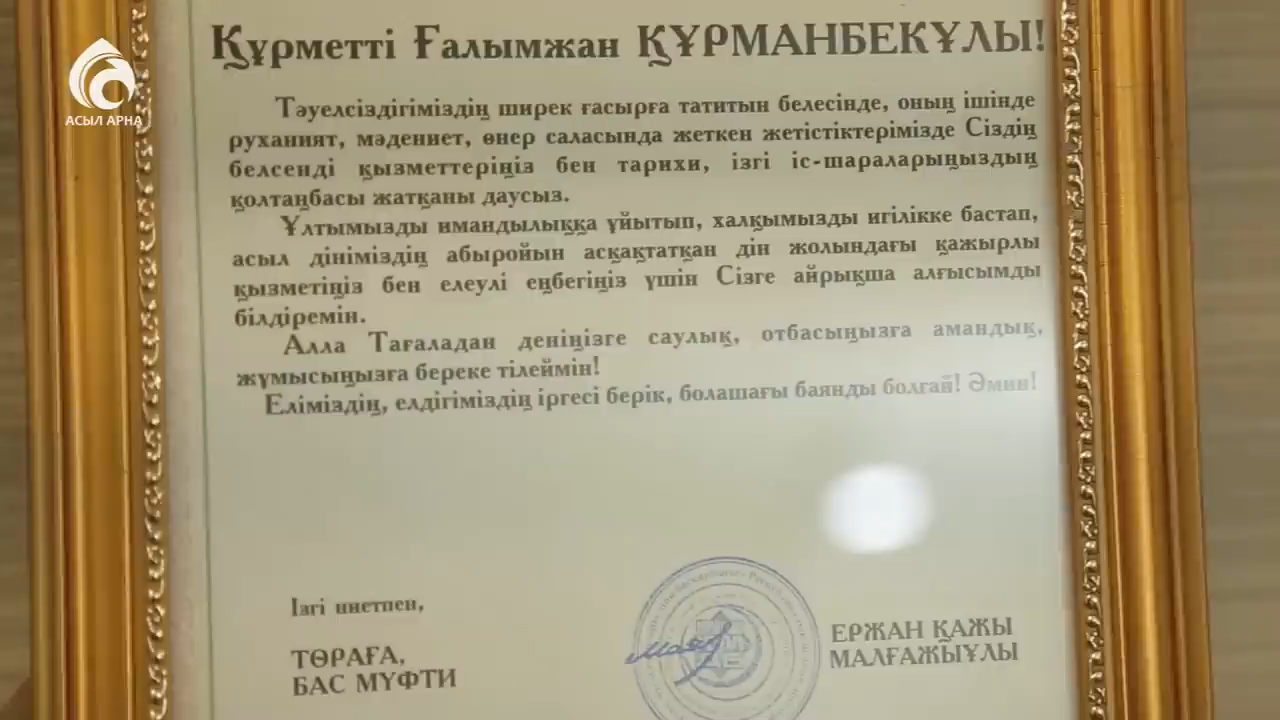 АСЫЛ АРНА
Құрметті Ғалымжан ҚҰРМАНБЕКҰЛЫ!
Тәуелсіздігіміздің ширек ғасырға татитын белесінде, оның ішінде
руханият, мәдениет, өнер саласында жеткен жетістіктерімізде Сіздің
белсенді қызметтеріңіз бен тарихи, ізгі іс-шараларыңыздың
қолтаңбасы жатқаны даусыз.
Ұлтымызды имандылыққа ұйытып, халқымызды игілікке бастап,
асыл дініміздің абыройын асқақтатқан дін жолындағы қажырлы
қызметіңіз бен елеулі еңбегіңіз үшін Сізге айрықша алғысымды
білдіремін.
Алла Тағаладан деніңізге саулық, отбасыңызға амандық,
жұмысыңызға береке тілеймін!
Еліміздің, елдігіміздің іргесі берік, болашағы баянды болғай! Әмин!
Ізгі ниетпен,
ТӨРАҒА,
БАС МҮФТИ
ЕРЖАН ҚАЖЫ
МАЛҒАЖЫҰЛЫ